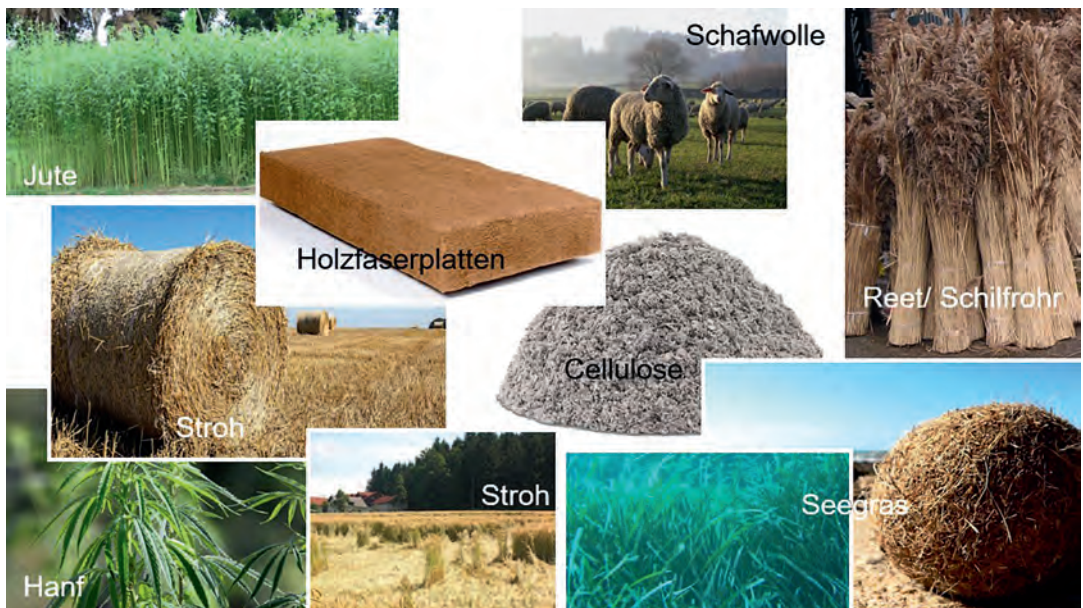 Schafwolle
Jute
Holzfaserplatten
Reet/ Schilfrohr
Cellulose
Stroh
Stroh
Seegras
Hanf